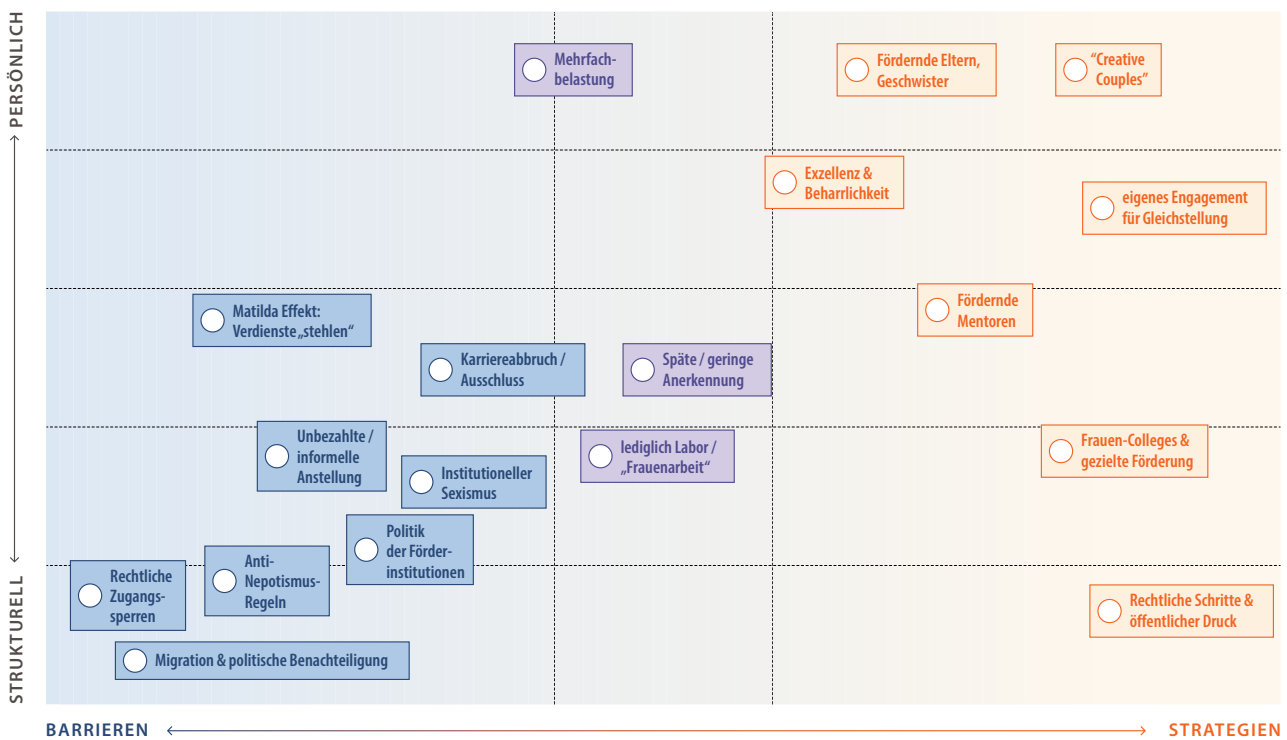 PERSÖNLICH
STRUKTURELL
Mehrfach-
belastung
Fördernde Eltern,
Geschwister
“Creative
Couples”
Exzellenz &
Beharrlichkeit
eigenes Engagement
für Gleichstellung
Matilda Effekt:
Verdienste „stehlen“
Fördernde
Mentoren
Karriereabbruch /
Ausschluss
Späte / geringe
Anerkennung
Unbezahlte /
informelle
Anstellung
Institutioneller
Sexismus
lediglich Labor /
„Frauenarbeit“
Frauen-Colleges &
gezielte Förderung
Politik
der Förder-
institutionen
Rechtliche
Zugangs-
sperren
Anti-
Nepotismus-
Regeln
Rechtliche Schritte &
öffentlicher Druck
Migration & politische Benachteiligung
BARRIEREN
STRATEGIEN